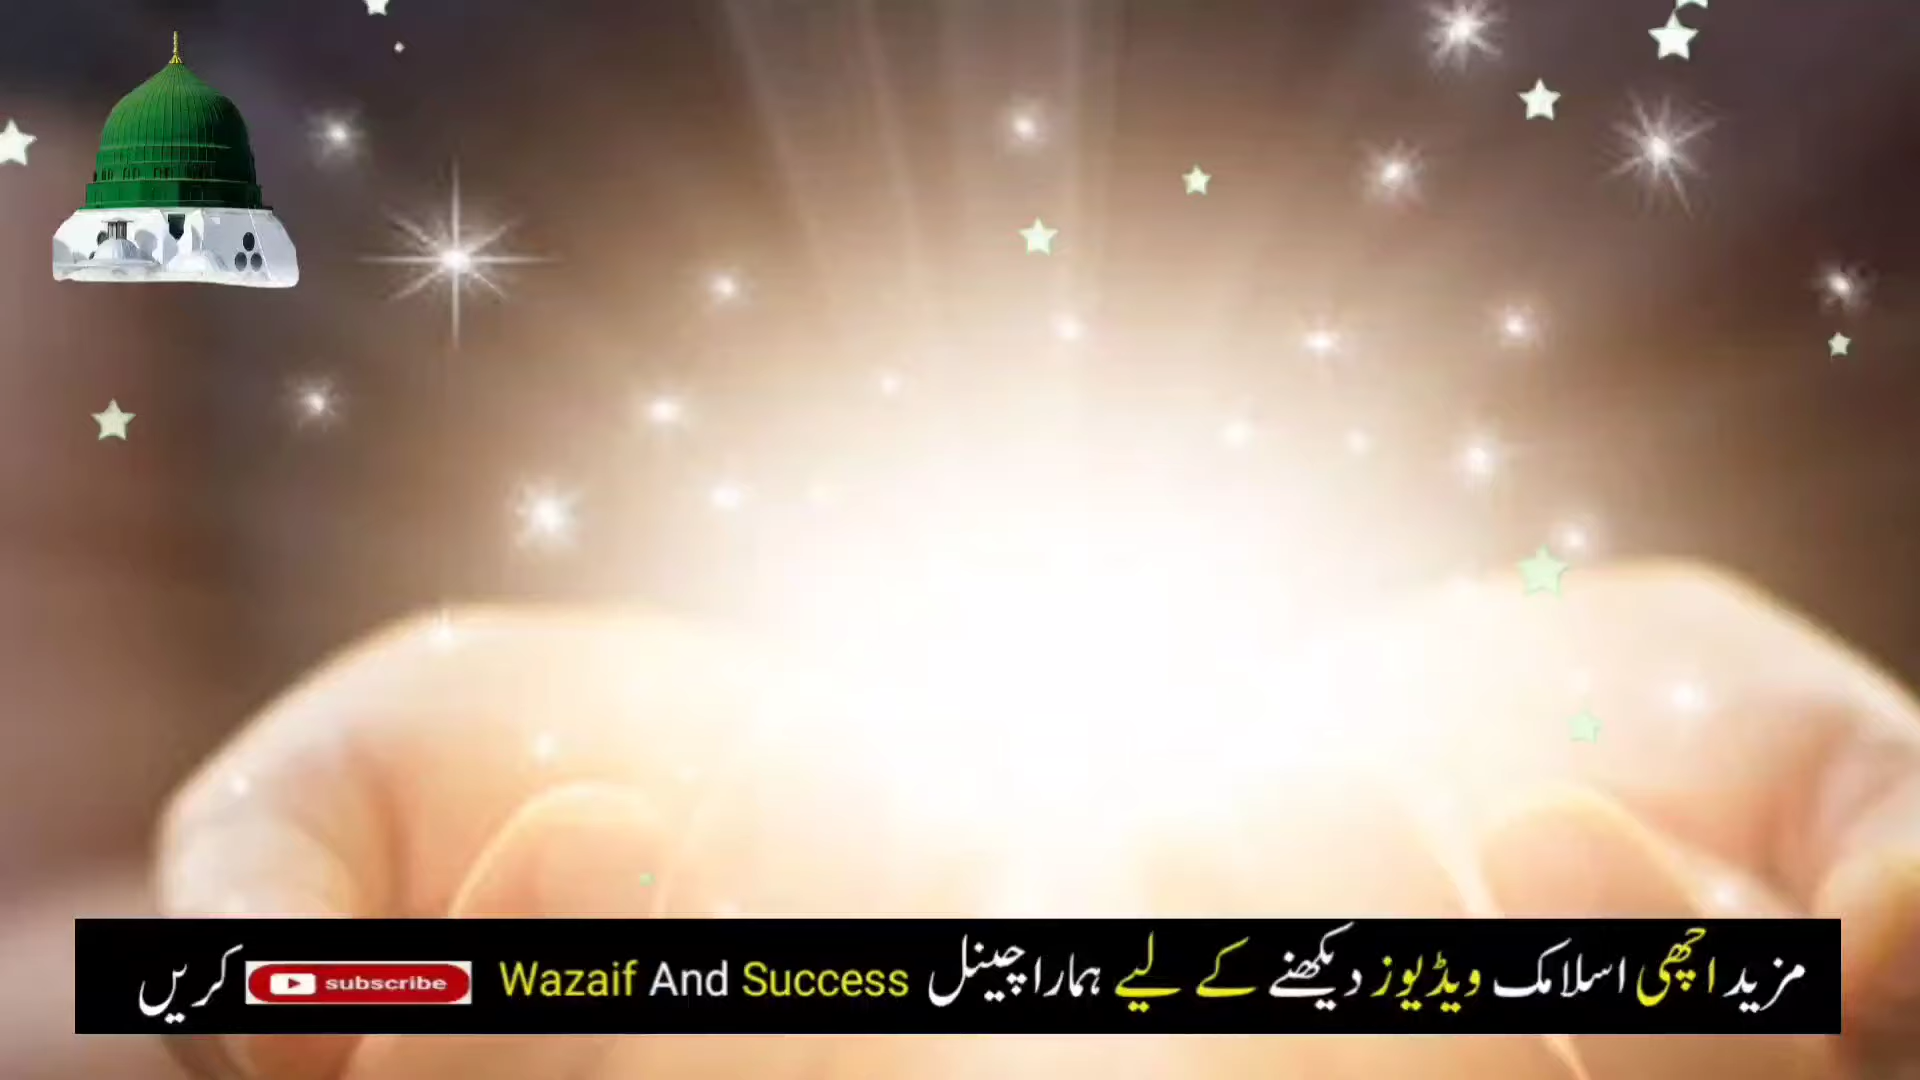 مزید اچھی اسلامک ویڈیوز دیکھنے کے لیے ہمارا چینل Wazaif And Success subscribe کریں